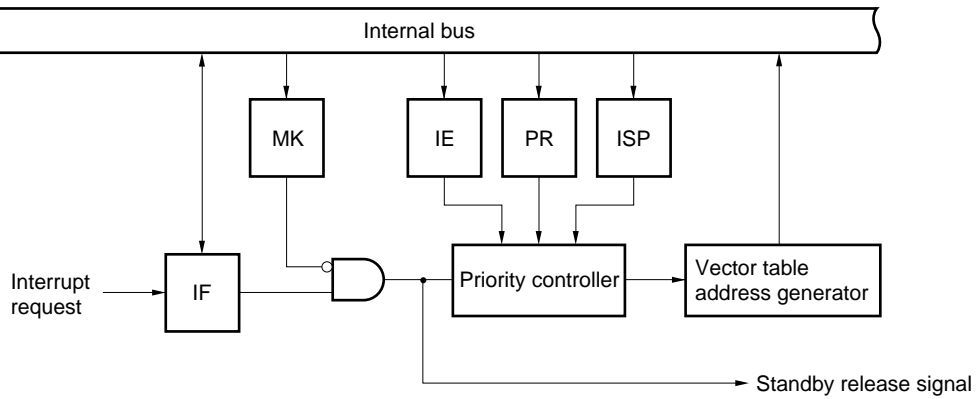 Internal bus
MK
IE
PR
ISP
Interrupt
request
IF
Priority controller
Vector table
address generator
Standby release signal